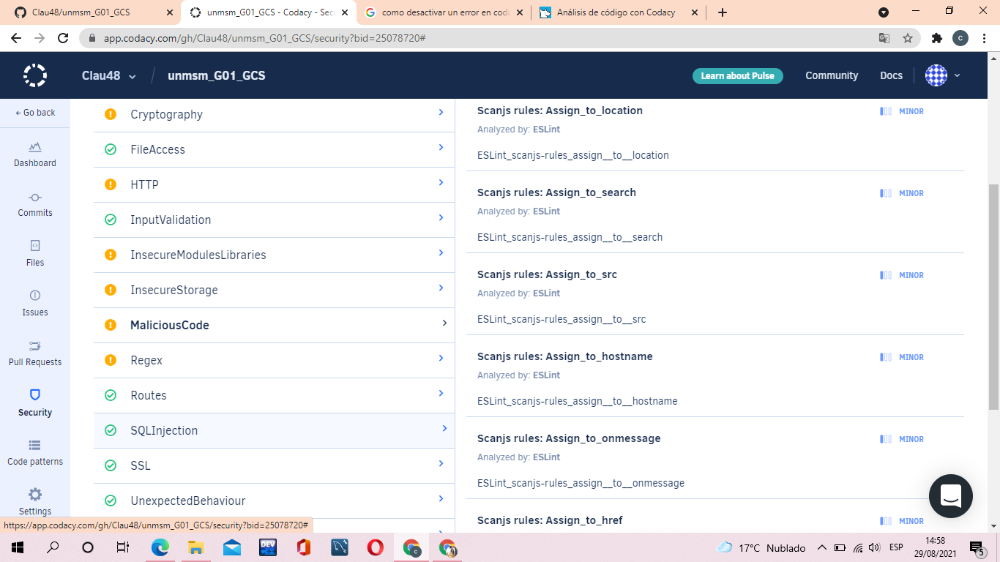 Clau48/unmsm_G01_GCS
unmsm_G01_GCS - Codacy - Sec
como desactivar un error en coda
Análisis de código con Codacy
app.codacy.com/gh/Clau48/unmsm_G01_GCS/security?bid=25078720#
c
Clau48
/
unmsm_G01_GCS
Learn about Pulse
Community
Docs
← Go back
Dashboard
Commits
Files
Issues
Pull Requests
Security
Code patterns
Settings
Cryptography
FileAccess
HTTP
InputValidation
InsecureModulesLibraries
InsecureStorage
MaliciousCode
Regex
Routes
SQLInjection
SSL
UnexpectedBehaviour
Scanjs rules: Assign_to_location
MINOR
Analyzed by: ESLint
ESLint_scanjs-rules_assign__to__location
Scanjs rules: Assign_to_search
MINOR
Analyzed by: ESLint
ESLint_scanjs-rules_assign__to__search
Scanjs rules: Assign_to_src
MINOR
Analyzed by: ESLint
ESLint_scanjs-rules_assign__to__src
Scanjs rules: Assign_to_hostname
MINOR
Analyzed by: ESLint
ESLint_scanjs-rules_assign__to__hostname
Scanjs rules: Assign_to_onmessage
MINOR
Analyzed by: ESLint
ESLint_scanjs-rules_assign__to__onmessage
Scanjs rules: Assign_to_href
MINOR
https://app.codacy.com/gh/Clau48/unmsm_G01_GCS/security?bid=25078720#
DEV
c
17°C Nublado
ESP
14:58
29/08/2021
5